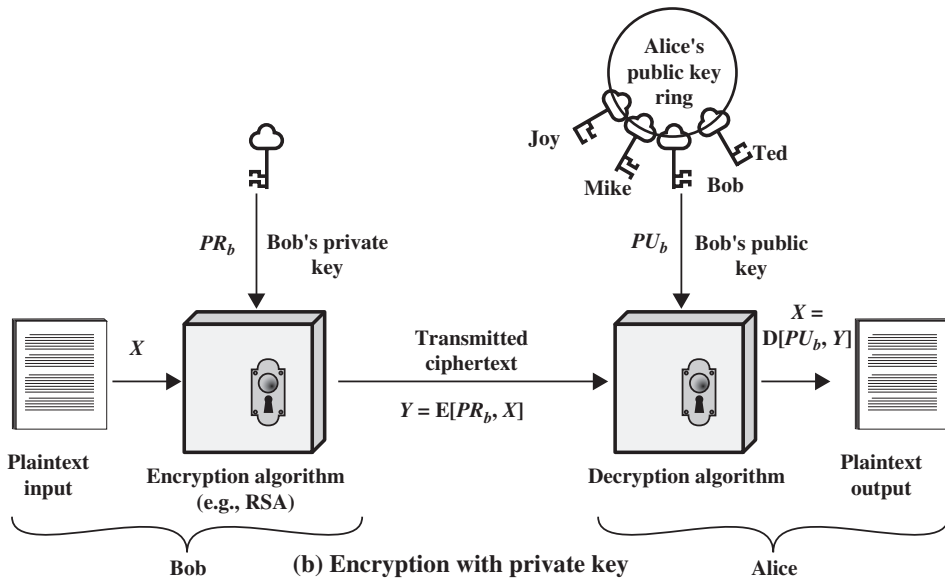 Alice's
public key
ring
Joy
Ted
Mike
Bob
PR_b
Bob's private
key
PU_b
Bob's public
key
X
Transmitted
ciphertext
Y = E[PR_b, X]
X =
D[PU_b, Y]
Plaintext
input
Encryption algorithm
(e.g., RSA)
Decryption algorithm
Plaintext
output
Bob
(b) Encryption with private key
Alice